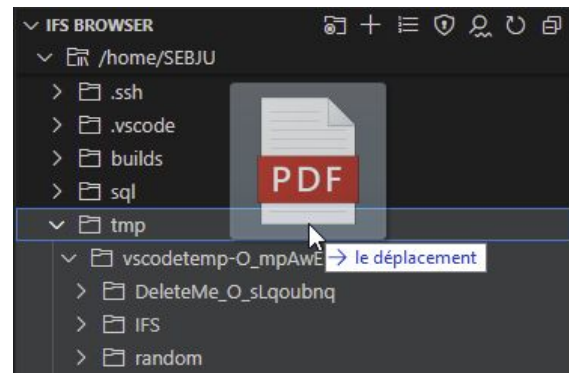 IFS BROWSER
/home/SEBJU
.ssh
.vscode
builds
sql
PDF
tmp
→ le déplacement
vscodetemp-O_mpAwE
DeleteMe_O_sLqoubnq
IFS
random